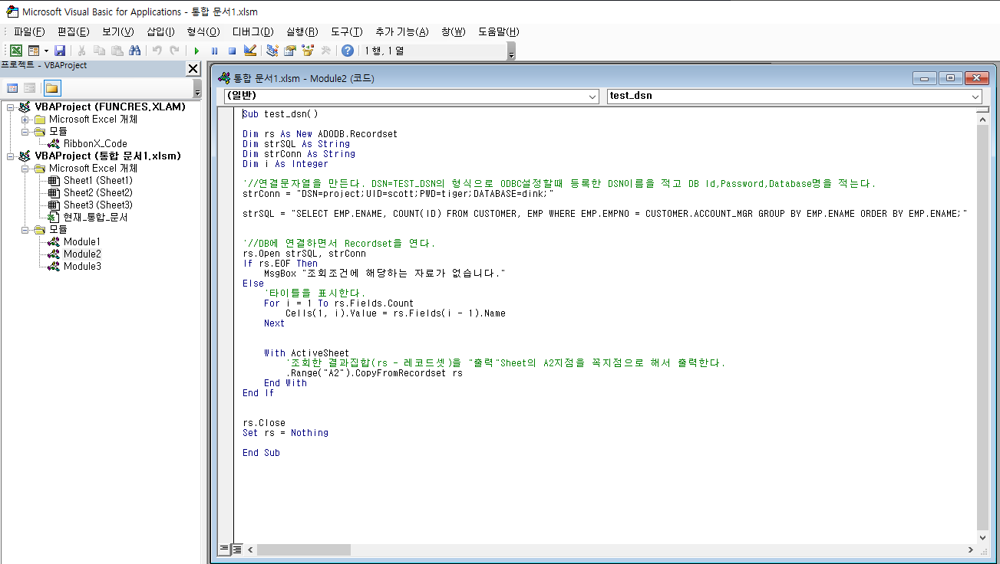 Microsoft Visual Basic for Applications - 통합 문서1.xlsm
파일(F) 편집(E) 보기(V) 삽입(I) 형식(O) 디버그(D) 실행(R) 도구(T) 추가 기능(A) 창(W) 도움말(H)
1 행, 1 열
프로젝트 - VBAProject
VBAProject (FUNCRES.XLAM)
Microsoft Excel 개체
모듈
RibbonX_Code
VBAProject (통합 문서1.xlsm)
Microsoft Excel 개체
Sheet1 (Sheet1)
Sheet2 (Sheet2)
Sheet3 (Sheet3)
현재_통합_문서
모듈
Module1
Module2
Module3
통합 문서1.xlsm - Module2 (코드)
(일반) test_dsn
Sub test_dsn()
Dim rs As New ADODB.Recordset
Dim strSQL As String
Dim strConn As String
Dim i As Integer
'//연결문자열을 만든다. DSN=TEST_DSN의 형식으로 ODBC설정할때 등록한 DSN이름을 적고 DB Id,Password,Database명을 적는다.
strConn = "DSN=project;UID=scott;PWD=tiger;DATABASE=dink;"
strSQL = "SELECT EMP.ENAME, COUNT(ID) FROM CUSTOMER, EMP WHERE EMP.EMPNO = CUSTOMER.ACCOUNT_MGR GROUP BY EMP.ENAME ORDER BY EMP.ENAME;"
'//DB에 연결하면서 Recordset을 연다.
rs.Open strSQL, strConn
If rs.EOF Then
MsgBox "조회조건에 해당하는 자료가 없습니다."
Else
'타이틀을 표시한다.
For i = 1 To rs.Fields.Count
Cells(1, i).Value = rs.Fields(i - 1).Name
Next
With ActiveSheet
'조회한 결과집합(rs - 레코드셋)을 "출력"Sheet의 A2지점을 꼭지점으로 해서 출력한다.
.Range("A2").CopyFromRecordset rs
End With
End If
rs.Close
Set rs = Nothing
End Sub